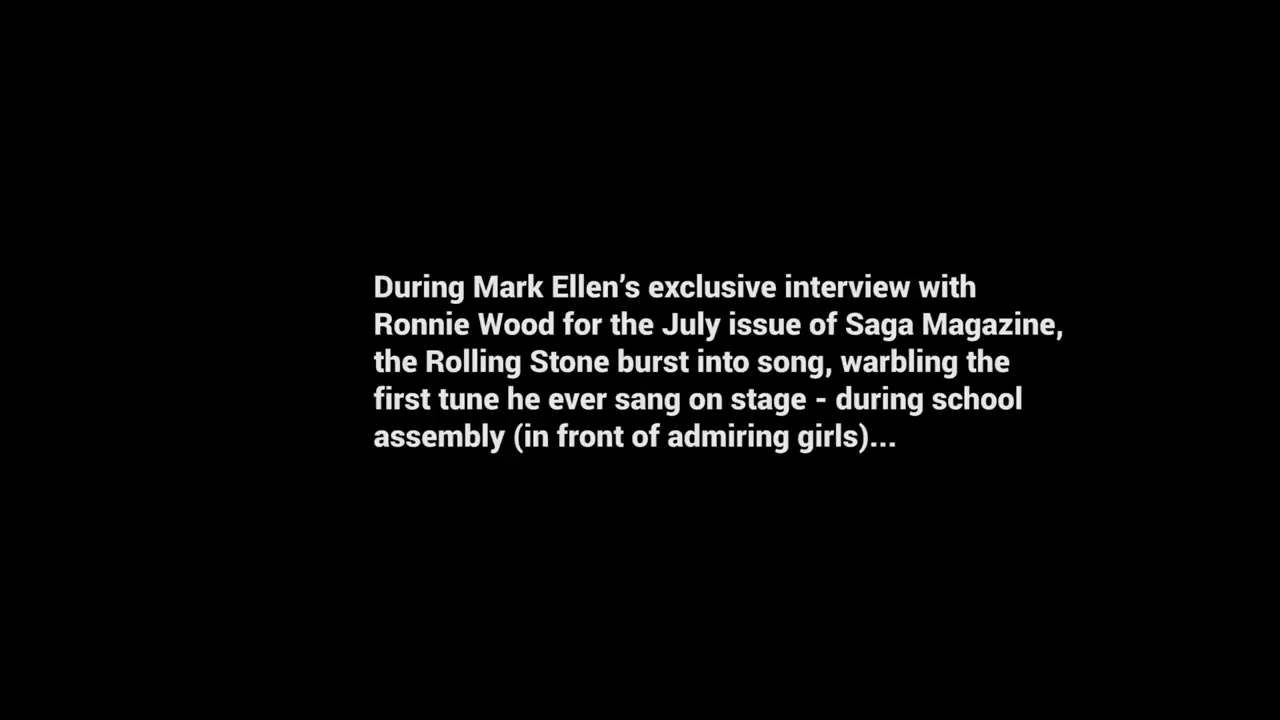 During Mark Ellen’s exclusive interview with
Ronnie Wood for the July issue of Saga Magazine,
the Rolling Stone burst into song, warbling the
first tune he ever sang on stage - during school
assembly (in front of admiring girls)...